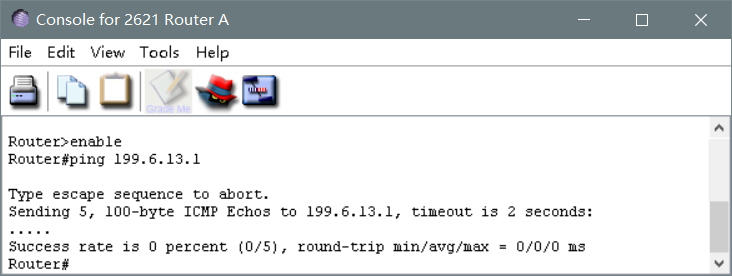 Console for 2621 Router A
File Edit View Tools Help
Grade Me
Router>enable
Router#ping 199.6.13.1
Type escape sequence to abort.
Sending 5, 100-byte ICMP Echos to 199.6.13.1, timeout is 2 seconds:
.....
Success rate is 0 percent (0/5), round-trip min/avg/max = 0/0/0 ms
Router#